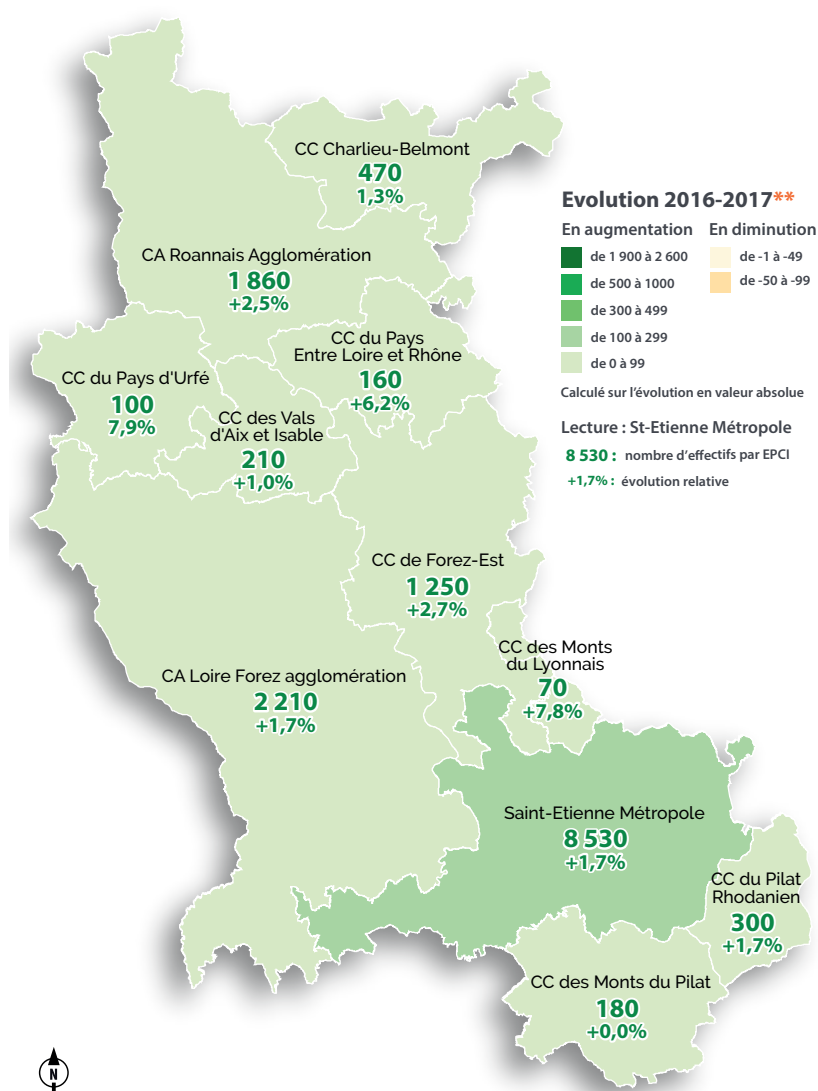 CC Charlieu-Belmont
470
1,3%
CA Roannais Agglomération
1 860
+2,5%
CC du Pays
Entre Loire et Rhône
160
+6,2%
CC du Pays d'Urfé
100
7,9%
CC des Vals
d'Aix et Isable
210
+1,0%
CC de Forez-Est
1 250
+2,7%
CC des Monts
du Lyonnais
70
+7,8%
CA Loire Forez agglomération
2 210
+1,7%
Saint-Etienne Métropole
8 530
+1,7%
CC du Pilat
Rhodanien
300
+1,7%
CC des Monts du Pilat
180
+0,0%
Evolution 2016-2017**
En augmentation En diminution
de 1 900 à 2 600 de -1 à -49
de 500 à 1000 de -50 à -99
de 300 à 499
de 100 à 299
de 0 à 99
Calculé sur l'évolution en valeur absolue
Lecture : St-Etienne Métropole
8 530 : nombre d'effectifs par EPCI
+1,7% : évolution relative
N